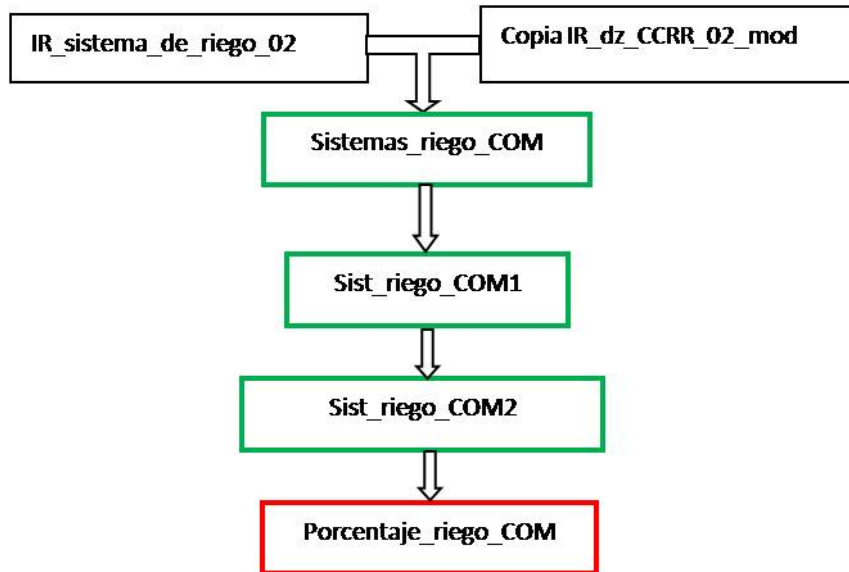 IR_sistema_de_riego_02
Copia IR_dz_CCRR_02_mod
Sistemas_riego_COM
Sist_riego_COM1
Sist_riego_COM2
Porcentaje_riego_COM